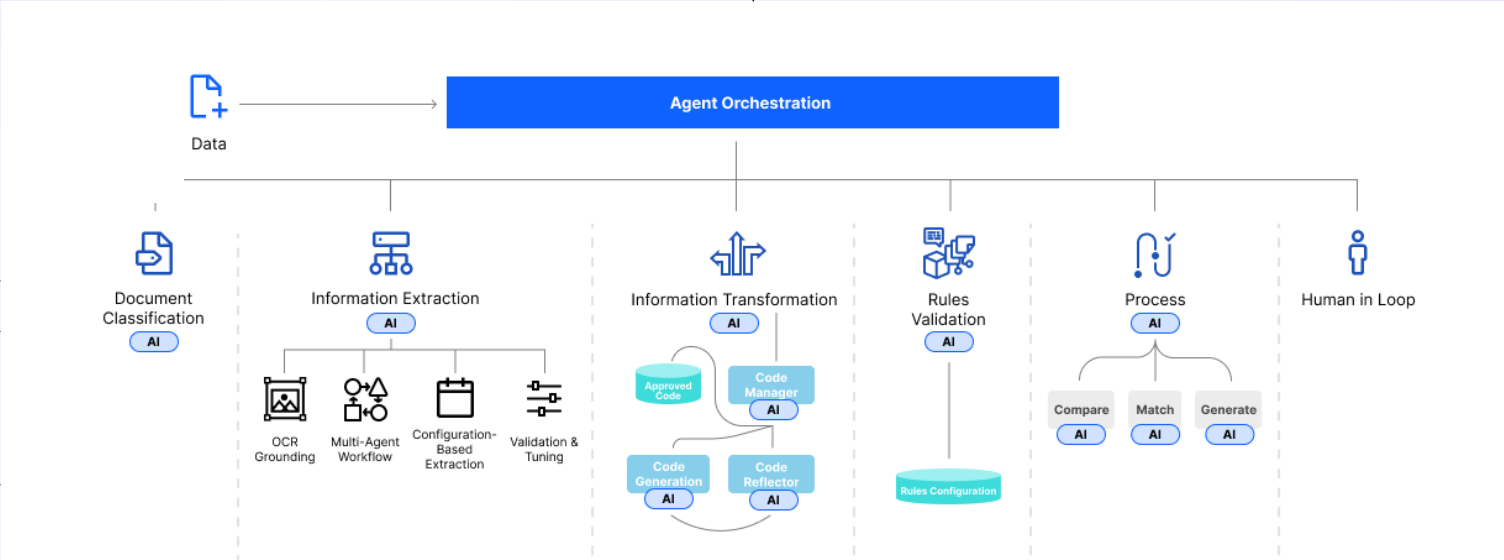 Agent Orchestration
Data
Document
Classification
AI
Information Extraction
AI
OCR
Grounding
Multi-Agent
Workflow
Configuration-
Based
Extraction
Validation &
Tuning
Information Transformation
AI
Approved
Code
Code
Manager
AI
Code
Generation
AI
Code
Reflector
AI
Rules
Validation
AI
Rules Configuration
Process
AI
Compare
AI
Match
AI
Generate
AI
Human in Loop